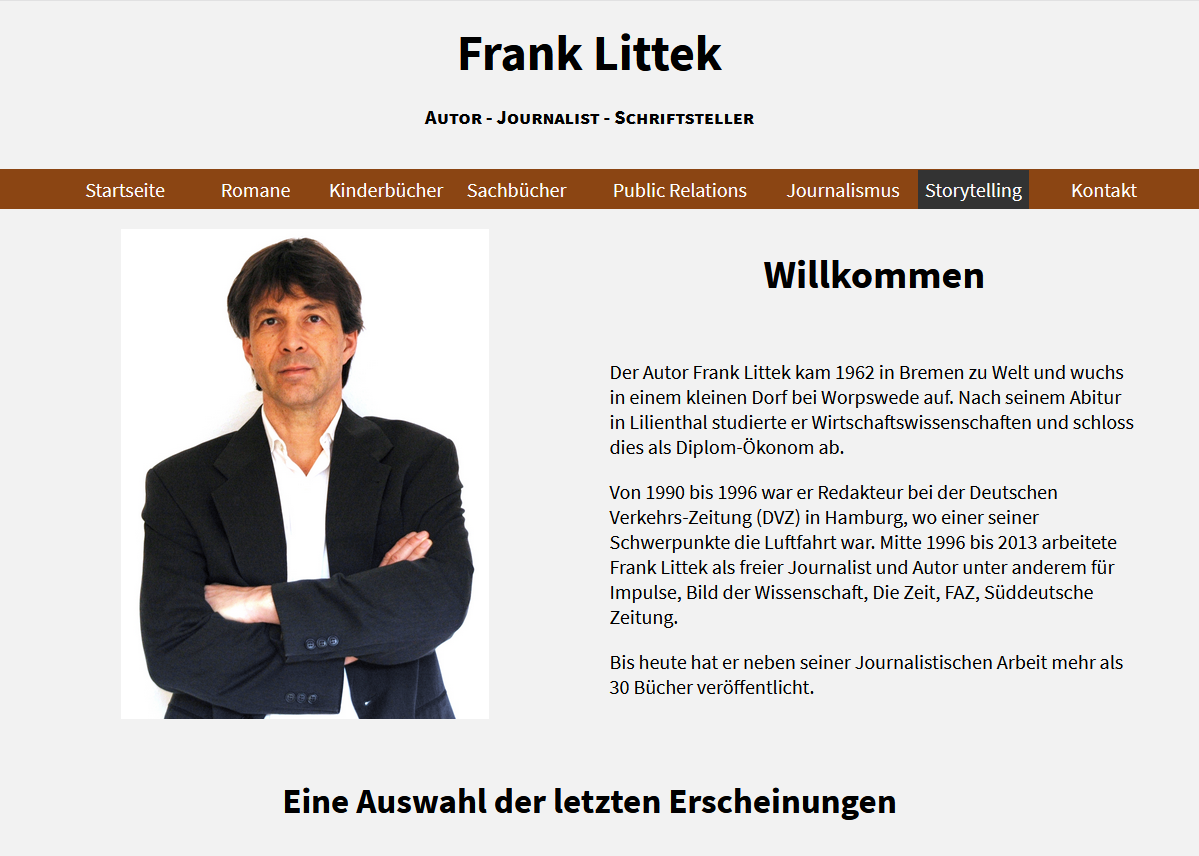 Frank Littek
Autor - Journalist - Schriftsteller
Startseite Romane Kinderbücher Sachbücher Public Relations Journalismus Storytelling Kontakt
Willkommen
Der Autor Frank Littek kam 1962 in Bremen zu Welt und wuchs
in einem kleinen Dorf bei Worpswede auf. Nach seinem Abitur
in Lilienthal studierte er Wirtschaftswissenschaften und schloss
dies als Diplom-Ökonom ab.
Von 1990 bis 1996 war er Redakteur bei der Deutschen
Verkehrs-Zeitung (DVZ) in Hamburg, wo einer seiner
Schwerpunkte die Luftfahrt war. Mitte 1996 bis 2013 arbeitete
Frank Littek als freier Journalist und Autor unter anderem für
Impulse, Bild der Wissenschaft, Die Zeit, FAZ, Süddeutsche
Zeitung.
Bis heute hat er neben seiner Journalistischen Arbeit mehr als
30 Bücher veröffentlicht.
Eine Auswahl der letzten Erscheinungen